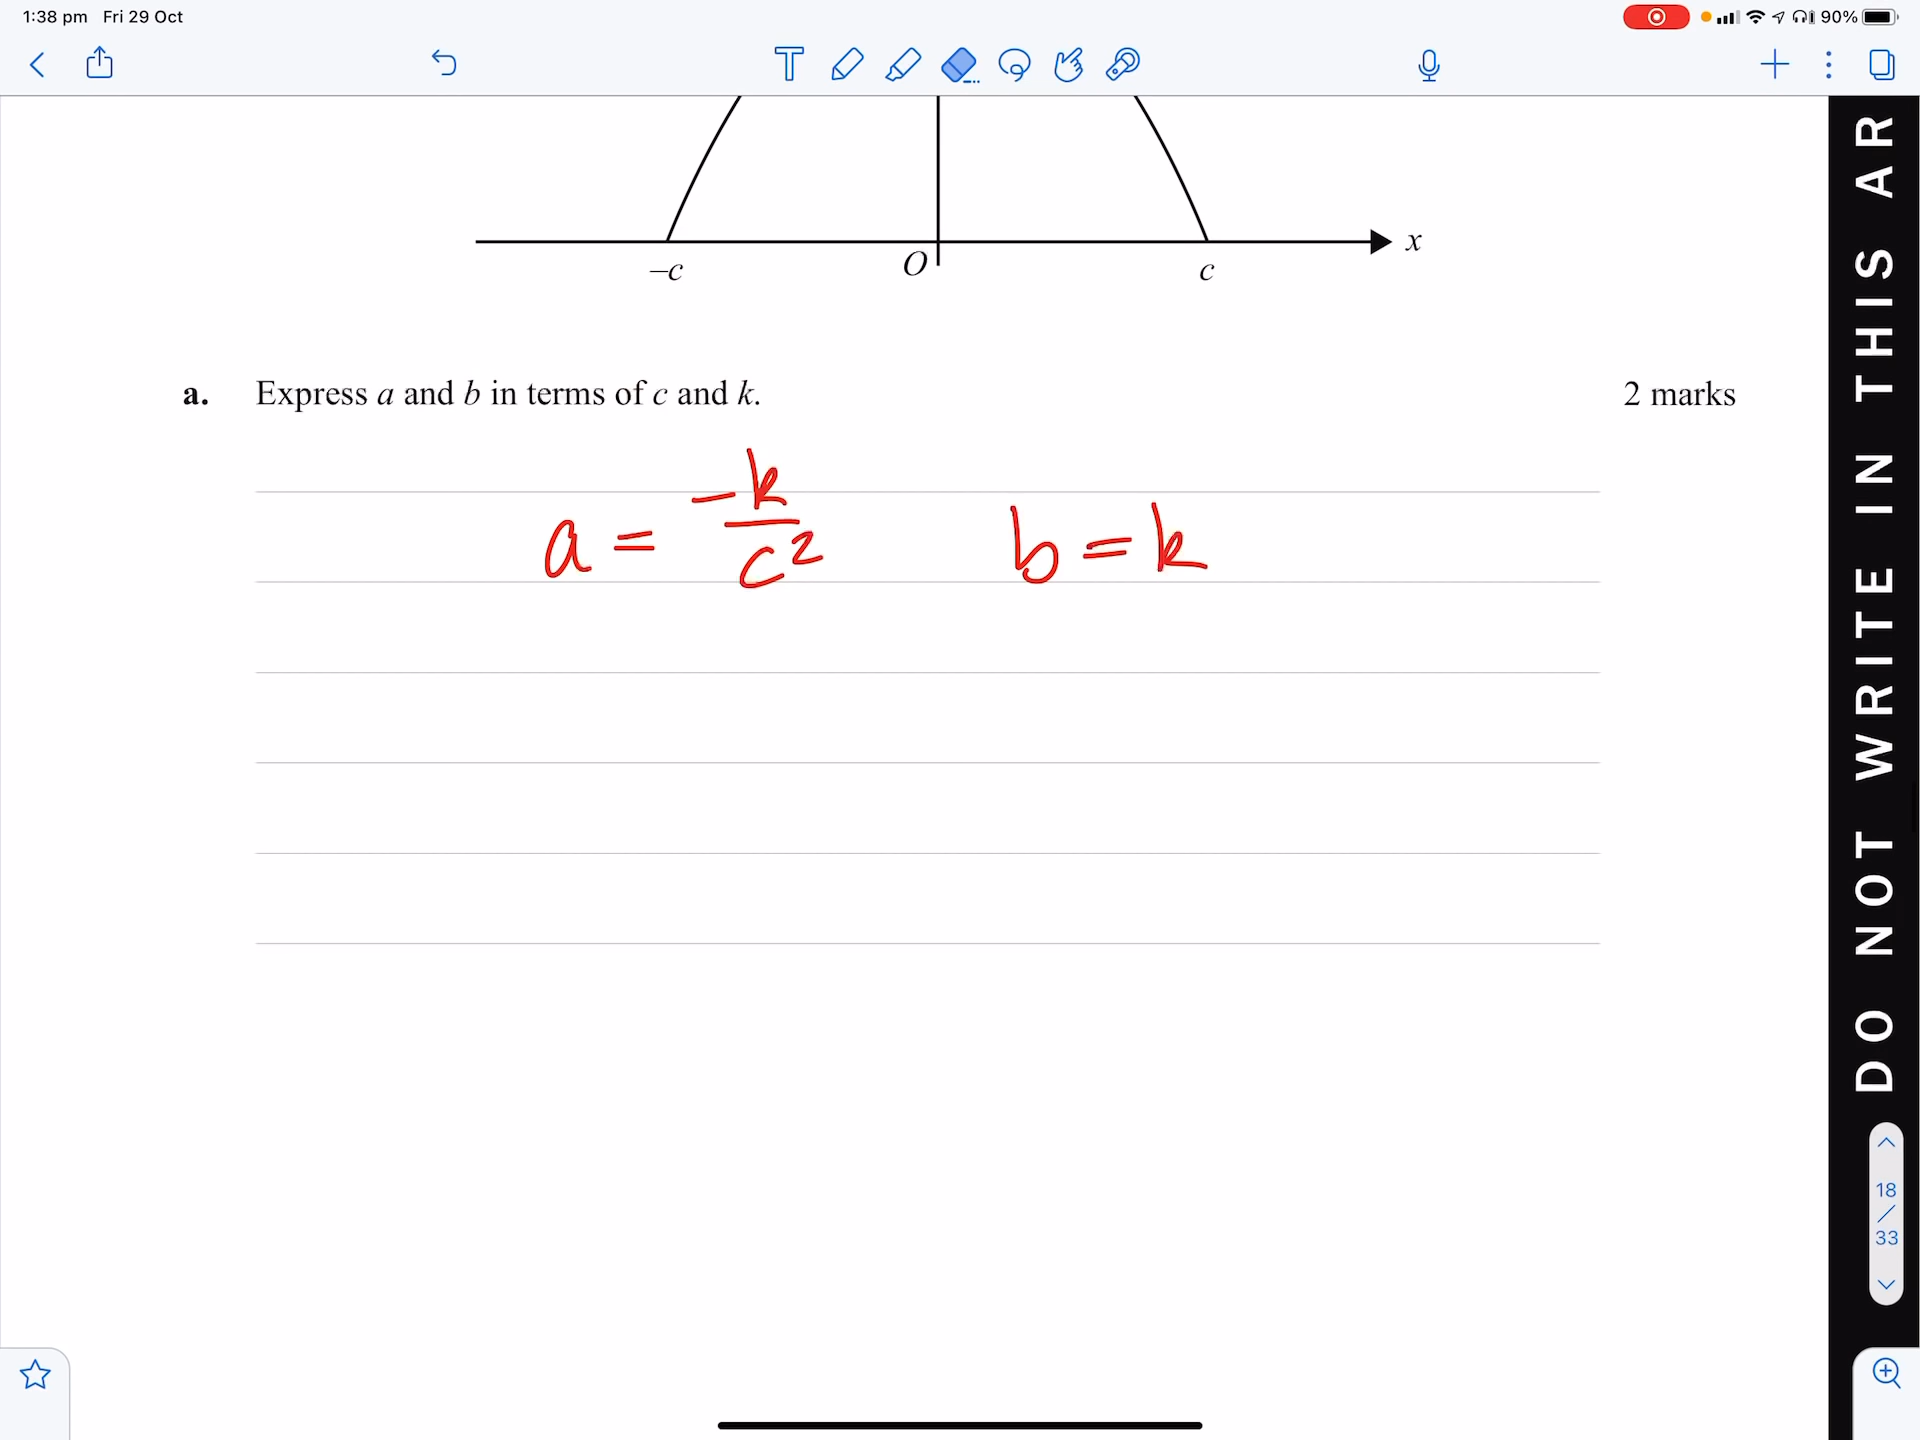 1:38 pm Fri 29 Oct
90%
x
−c
O
c
a. Express a and b in terms of c and k. 2 marks
a = -k/c² b = k
DO NOT WRITE IN THIS AR
18
/
33